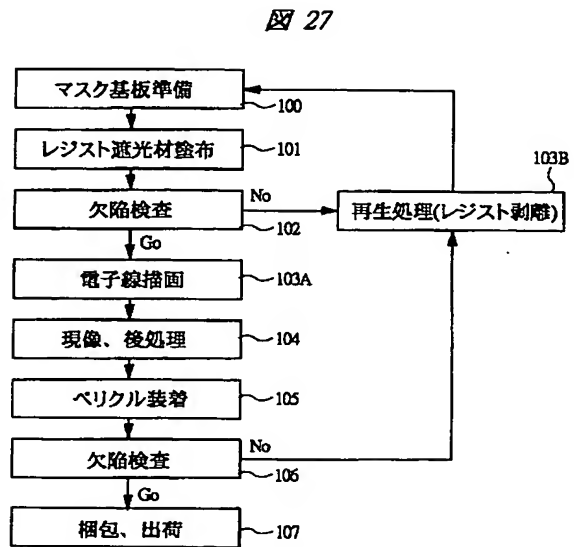 図 27
マスク基板準備
100
レジスト遮光材塗布
101
103B
欠陥検査
No
再生処理(レジスト剥離)
102
Go
電子線描画
103A
現像、後処理
104
ペリクル装着
105
欠陥検査
No
106
Go
梱包、出荷
107